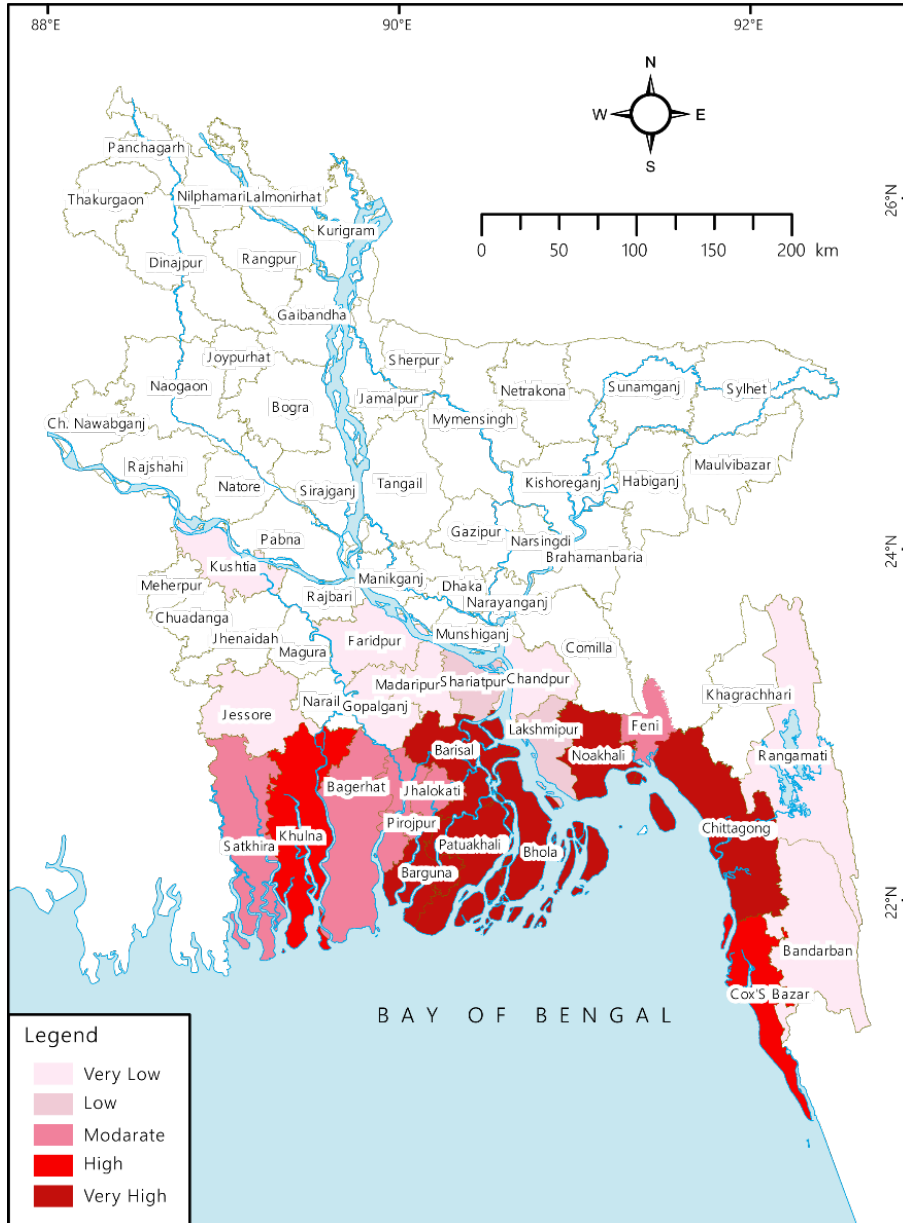 88°E 90°E 92°E
N
W E
S
26°N
0 50 100 150 200 km
Panchagarh
Thakurgaon
Nilphamari
Lalmonirhat
Kurigram
Dinajpur
Rangpur
Gaibandha
Joypurhat
Sherpur
Naogaon
Netrakona
Sunamganj
Sylhet
Bogra
Jamalpur
Mymensingh
Ch. Nawabganj
Rajshahi
Maulvibazar
Natore
Sirajganj
Tangail
Kishoreganj
Habiganj
Gazipur
Pabna
Narsingdi
24°N
Brahamanbaria
Kushtia
Meherpur
Manikganj
Dhaka
Rajbari
Narayanganj
Chuadanga
Jhenaidah
Faridpur
Munshiganj
Magura
Comilla
Madaripur
Shariatpur
Chandpur
Khagrachhari
Narail
Gopalganj
Jessore
Feni
Lakshmipur
Barisal
Noakhali
Rangamati
Bagerhat
Jhalokati
Pirojpur
Chittagong
Satkhira
Khulna
Patuakhali
Bhola
Barguna
22°N
Bandarban
Cox'S Bazar
BAY OF BENGAL
Legend
Very Low
Low
Modarate
High
Very High